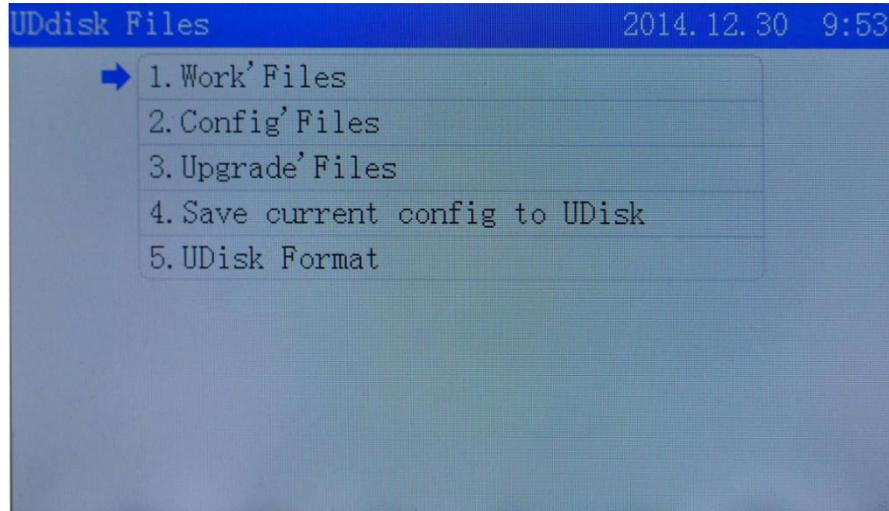 UDdisk Files 2014.12.30 9:53
1.Work'Files
2.Config'Files
3.Upgrade'Files
4.Save current config to UDisk
5.UDisk Format